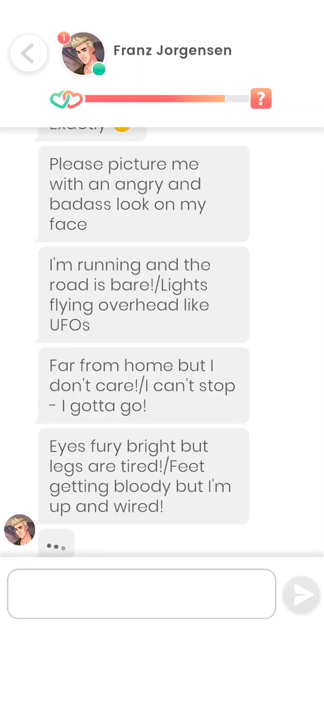 1
Franz Jorgensen
?
Exactly
Please picture me
with an angry and
badass look on my
face
I'm running and the
road is bare!/Lights
flying overhead like
UFOs
Far from home but I
don't care!/I can't stop
- I gotta go!
Eyes fury bright but
legs are tired!/Feet
getting bloody but I'm
up and wired!